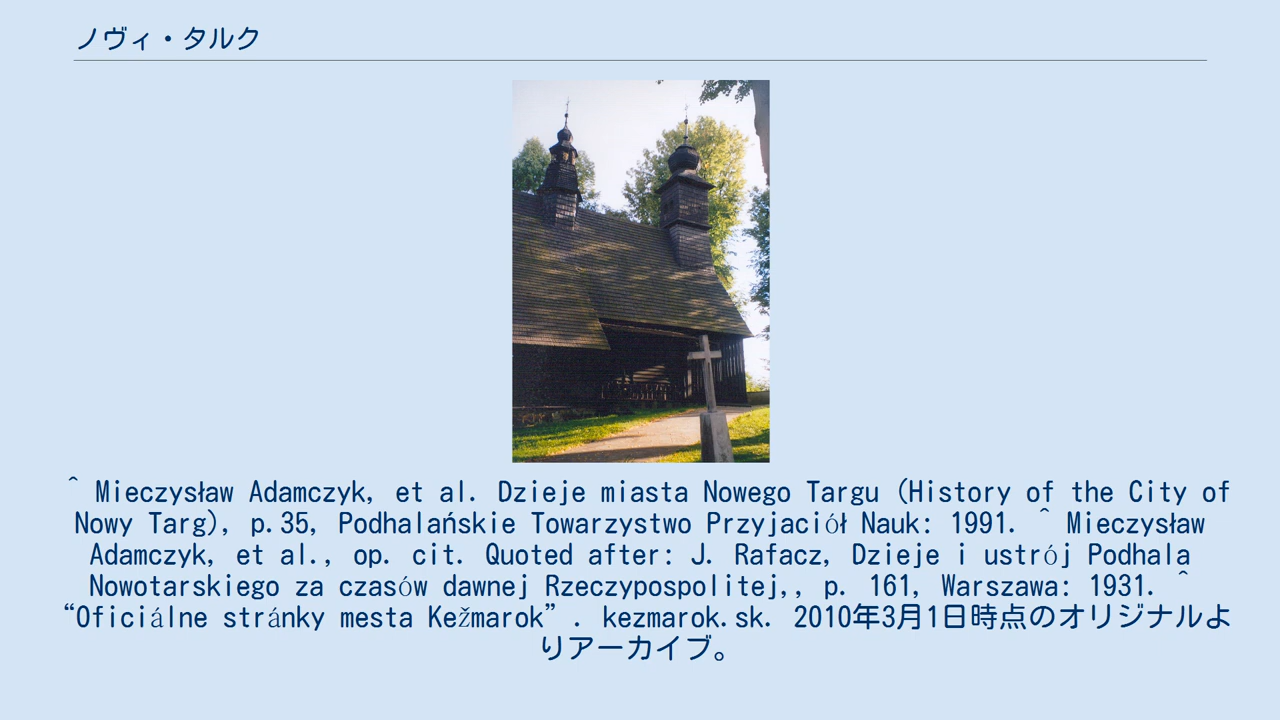 ノヴィ・タルク
^ Mieczysław Adamczyk, et al. Dzieje miasta Nowego Targu (History of the City of
Nowy Targ), p.35, Podhalańskie Towarzystwo Przyjaciół Nauk: 1991. ^ Mieczysław
Adamczyk, et al., op. cit. Quoted after: J. Rafacz, Dzieje i ustrój Podhala
Nowotarskiego za czasów dawnej Rzeczypospolitej,, p. 161, Warszawa: 1931. ^
“Oficiálne stránky mesta Kežmarok”. kezmarok.sk. 2010年3月1日時点のオリジナルよ
りアーカイブ。